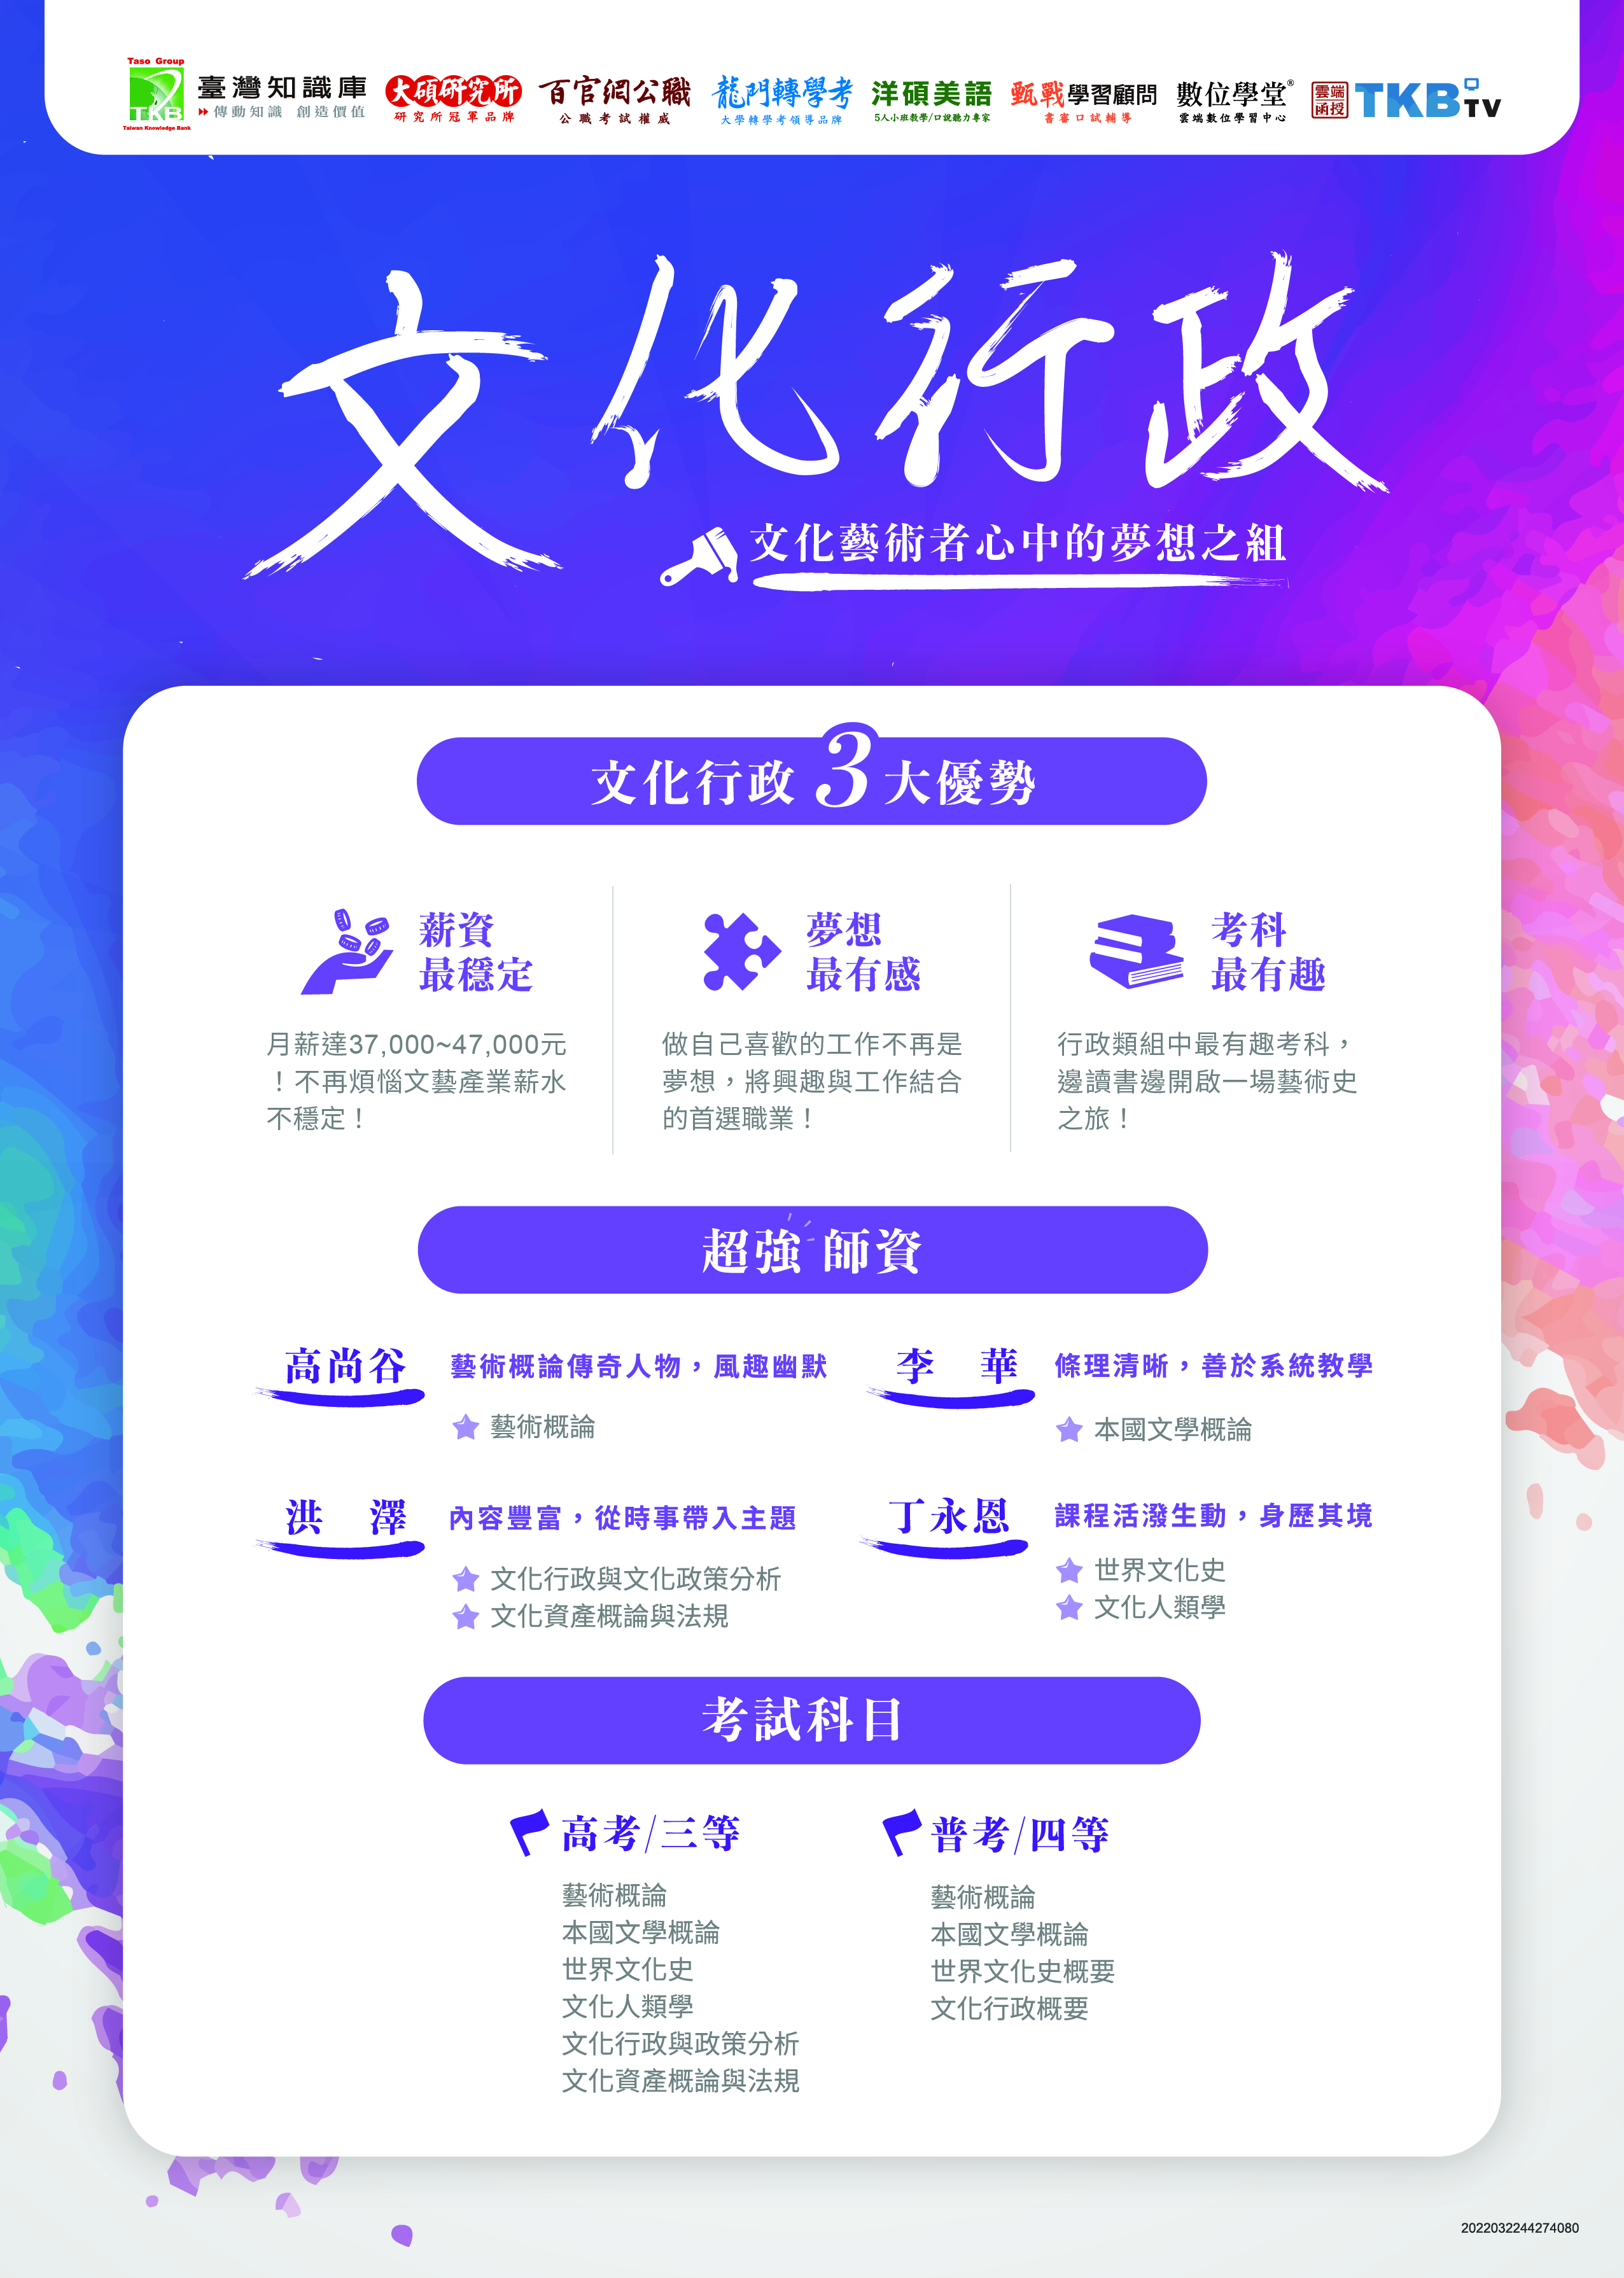 Taso Group
TKB
Taiwan Knowledge Bank
臺灣知識庫
傳動知識 創造價值
大碩研究所
研究所冠軍品牌
百官網公職
公職考試權威
龍門轉學考
大學轉學考領導品牌
洋碩美語
5人小班教學/口說聽力專家
甄戰學習顧問
書審口試輔導
數位學堂®
雲端數位學習中心
雲端
函授
TKB TV
文化行政
文化藝術者心中的夢想之組
文化行政3大優勢
薪資
最穩定
月薪達37,000~47,000元
！不再煩惱文藝產業薪水
不穩定！
夢想
最有感
做自己喜歡的工作不再是
夢想，將興趣與工作結合
的首選職業！
考科
最有趣
行政類組中最有趣考科，
邊讀書邊開啟一場藝術史
之旅！
超強 師資
高尚谷
藝術概論傳奇人物，風趣幽默
藝術概論
李 華
條理清晰，善於系統教學
本國文學概論
洪 澤
內容豐富，從時事帶入主題
文化行政與文化政策分析
文化資產概論與法規
丁永恩
課程活潑生動，身歷其境
世界文化史
文化人類學
考試科目
高考/三等
藝術概論
本國文學概論
世界文化史
文化人類學
文化行政與政策分析
文化資產概論與法規
普考/四等
藝術概論
本國文學概論
世界文化史概要
文化行政概要
2022032244274080